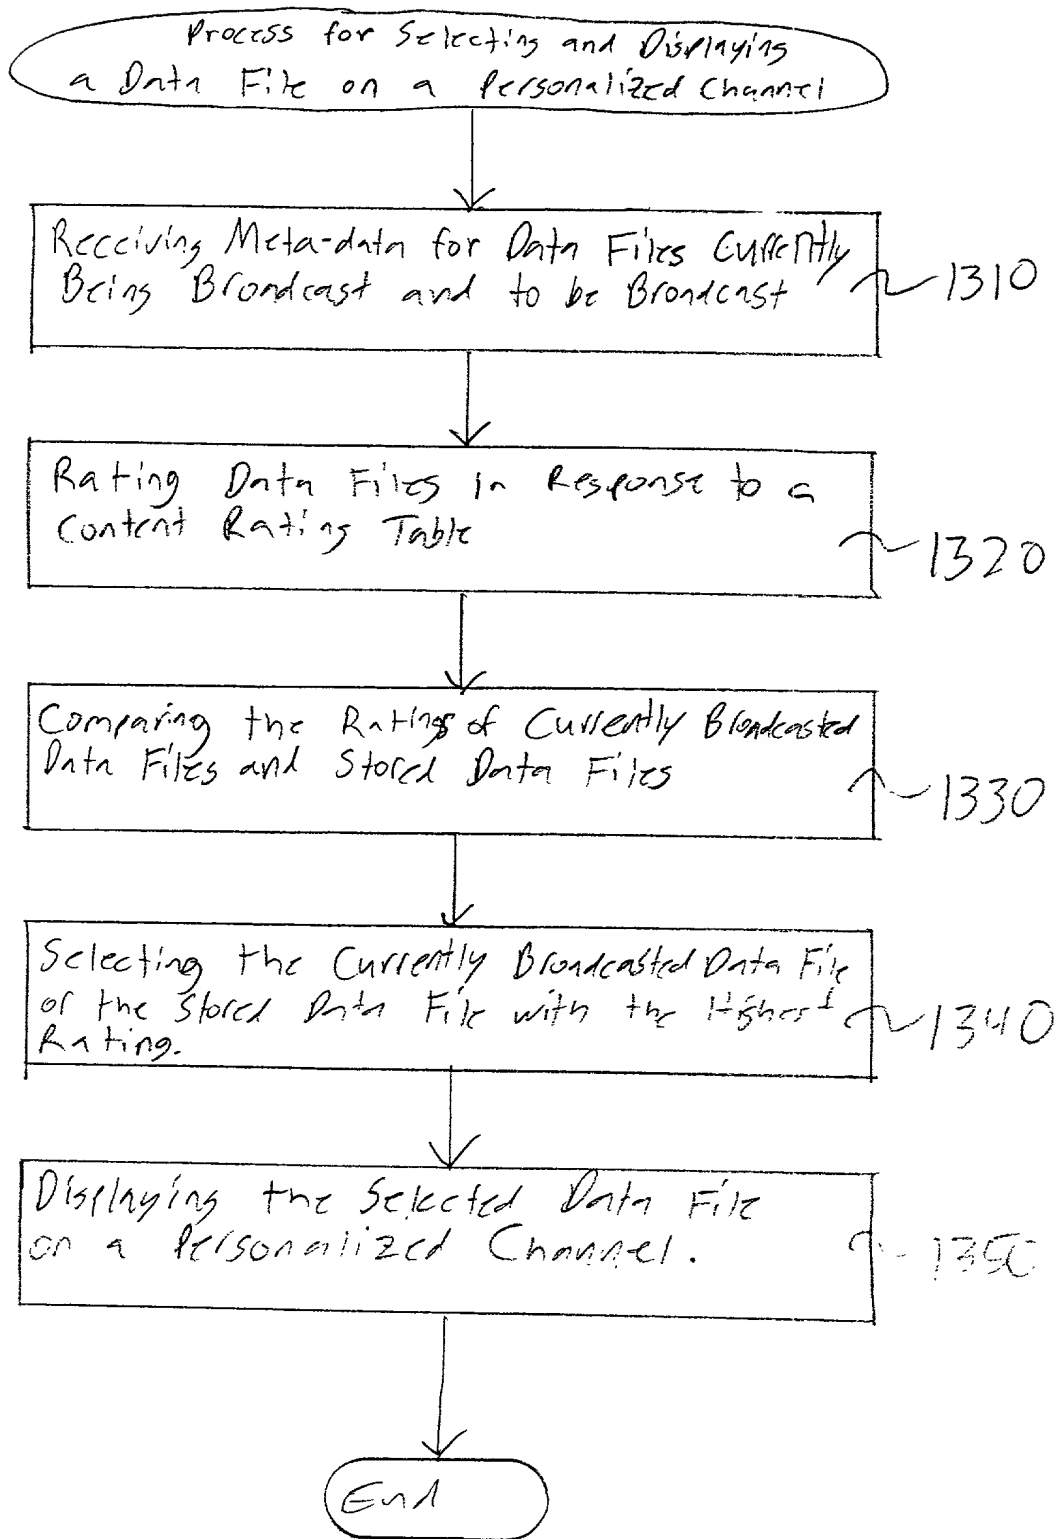 Process for Selecting and Displaying
a Data File on a Personalized Channel
Receiving Meta-data for Data Files Currently
Being Broadcast and to be Broadcast
1310
Rating Data Files in Response to a
Content Rating Table
1320
Comparing the Ratings of Currently Broadcasted
Data Files and Stored Data Files
1330
Selecting the Currently Broadcasted Data File
or the Stored Data File with the Highest
Rating.
1340
Displaying the Selected Data File
on a Personalized Channel.
1350
End